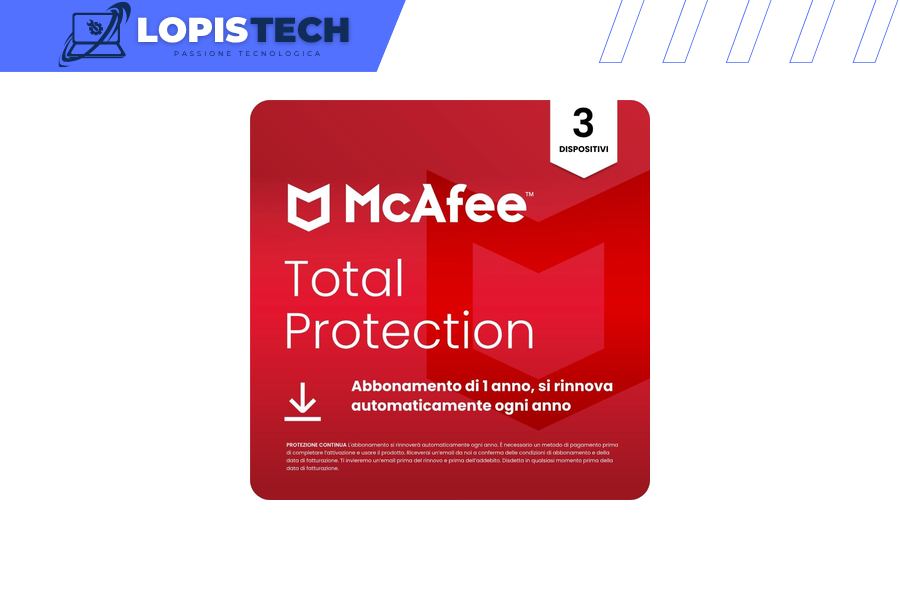 LOPISTECH
PASSIONE TECNOLOGICA
3
DISPOSITIVI
McAfee™
Total
Protection
Abbonamento di 1 anno, si rinnova
automaticamente ogni anno
PROTEZIONE CONTINUA L'abbonamento si rinnoverà automaticamente ogni anno. È necessario un metodo di pagamento prima
di completare l'attivazione e usare il prodotto. Riceverai un'email da noi a conferma delle condizioni di abbonamento e della
data di fatturazione. Ti invieremo un'email prima del rinnovo e prima dell'addebito. Disdetta in qualsiasi momento prima della
data di fatturazione.